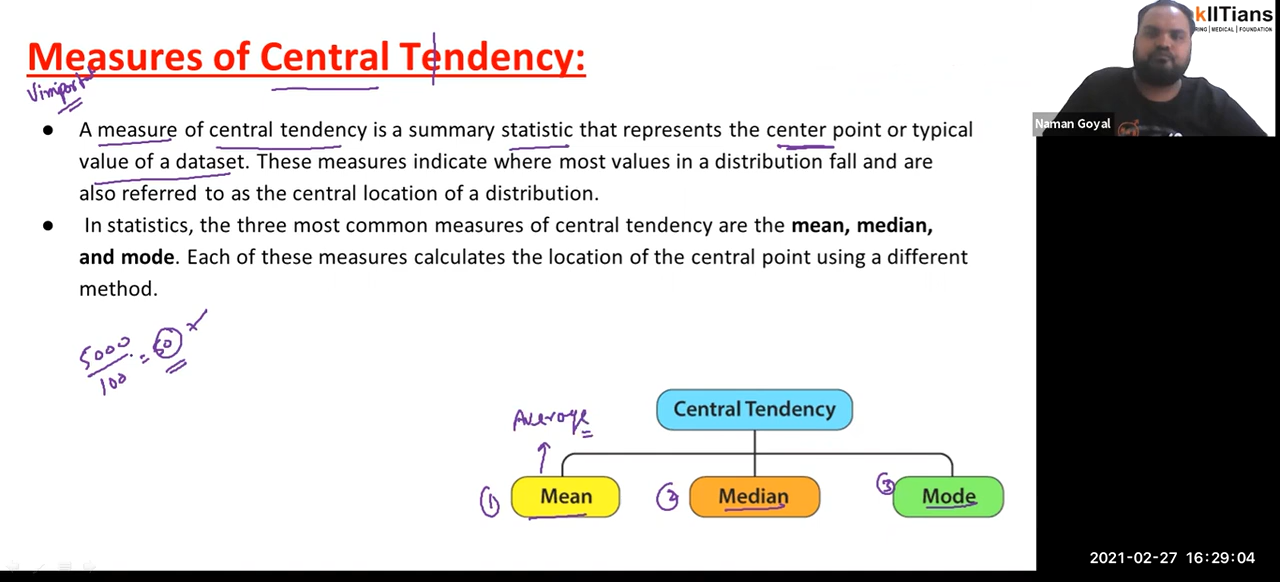 Measures of Central Tendency:
kIITians
RING | MEDICAL | FOUNDATION
Naman Goyal
● A measure of central tendency is a summary statistic that represents the center point or typical
value of a dataset. These measures indicate where most values in a distribution fall and are
also referred to as the central location of a distribution.
● In statistics, the three most common measures of central tendency are the mean, median,
and mode. Each of these measures calculates the location of the central point using a different
method.
5000/100 = 50
Central Tendency
Average
① Mean ② Median ③ Mode
2021-02-27 16:29:04